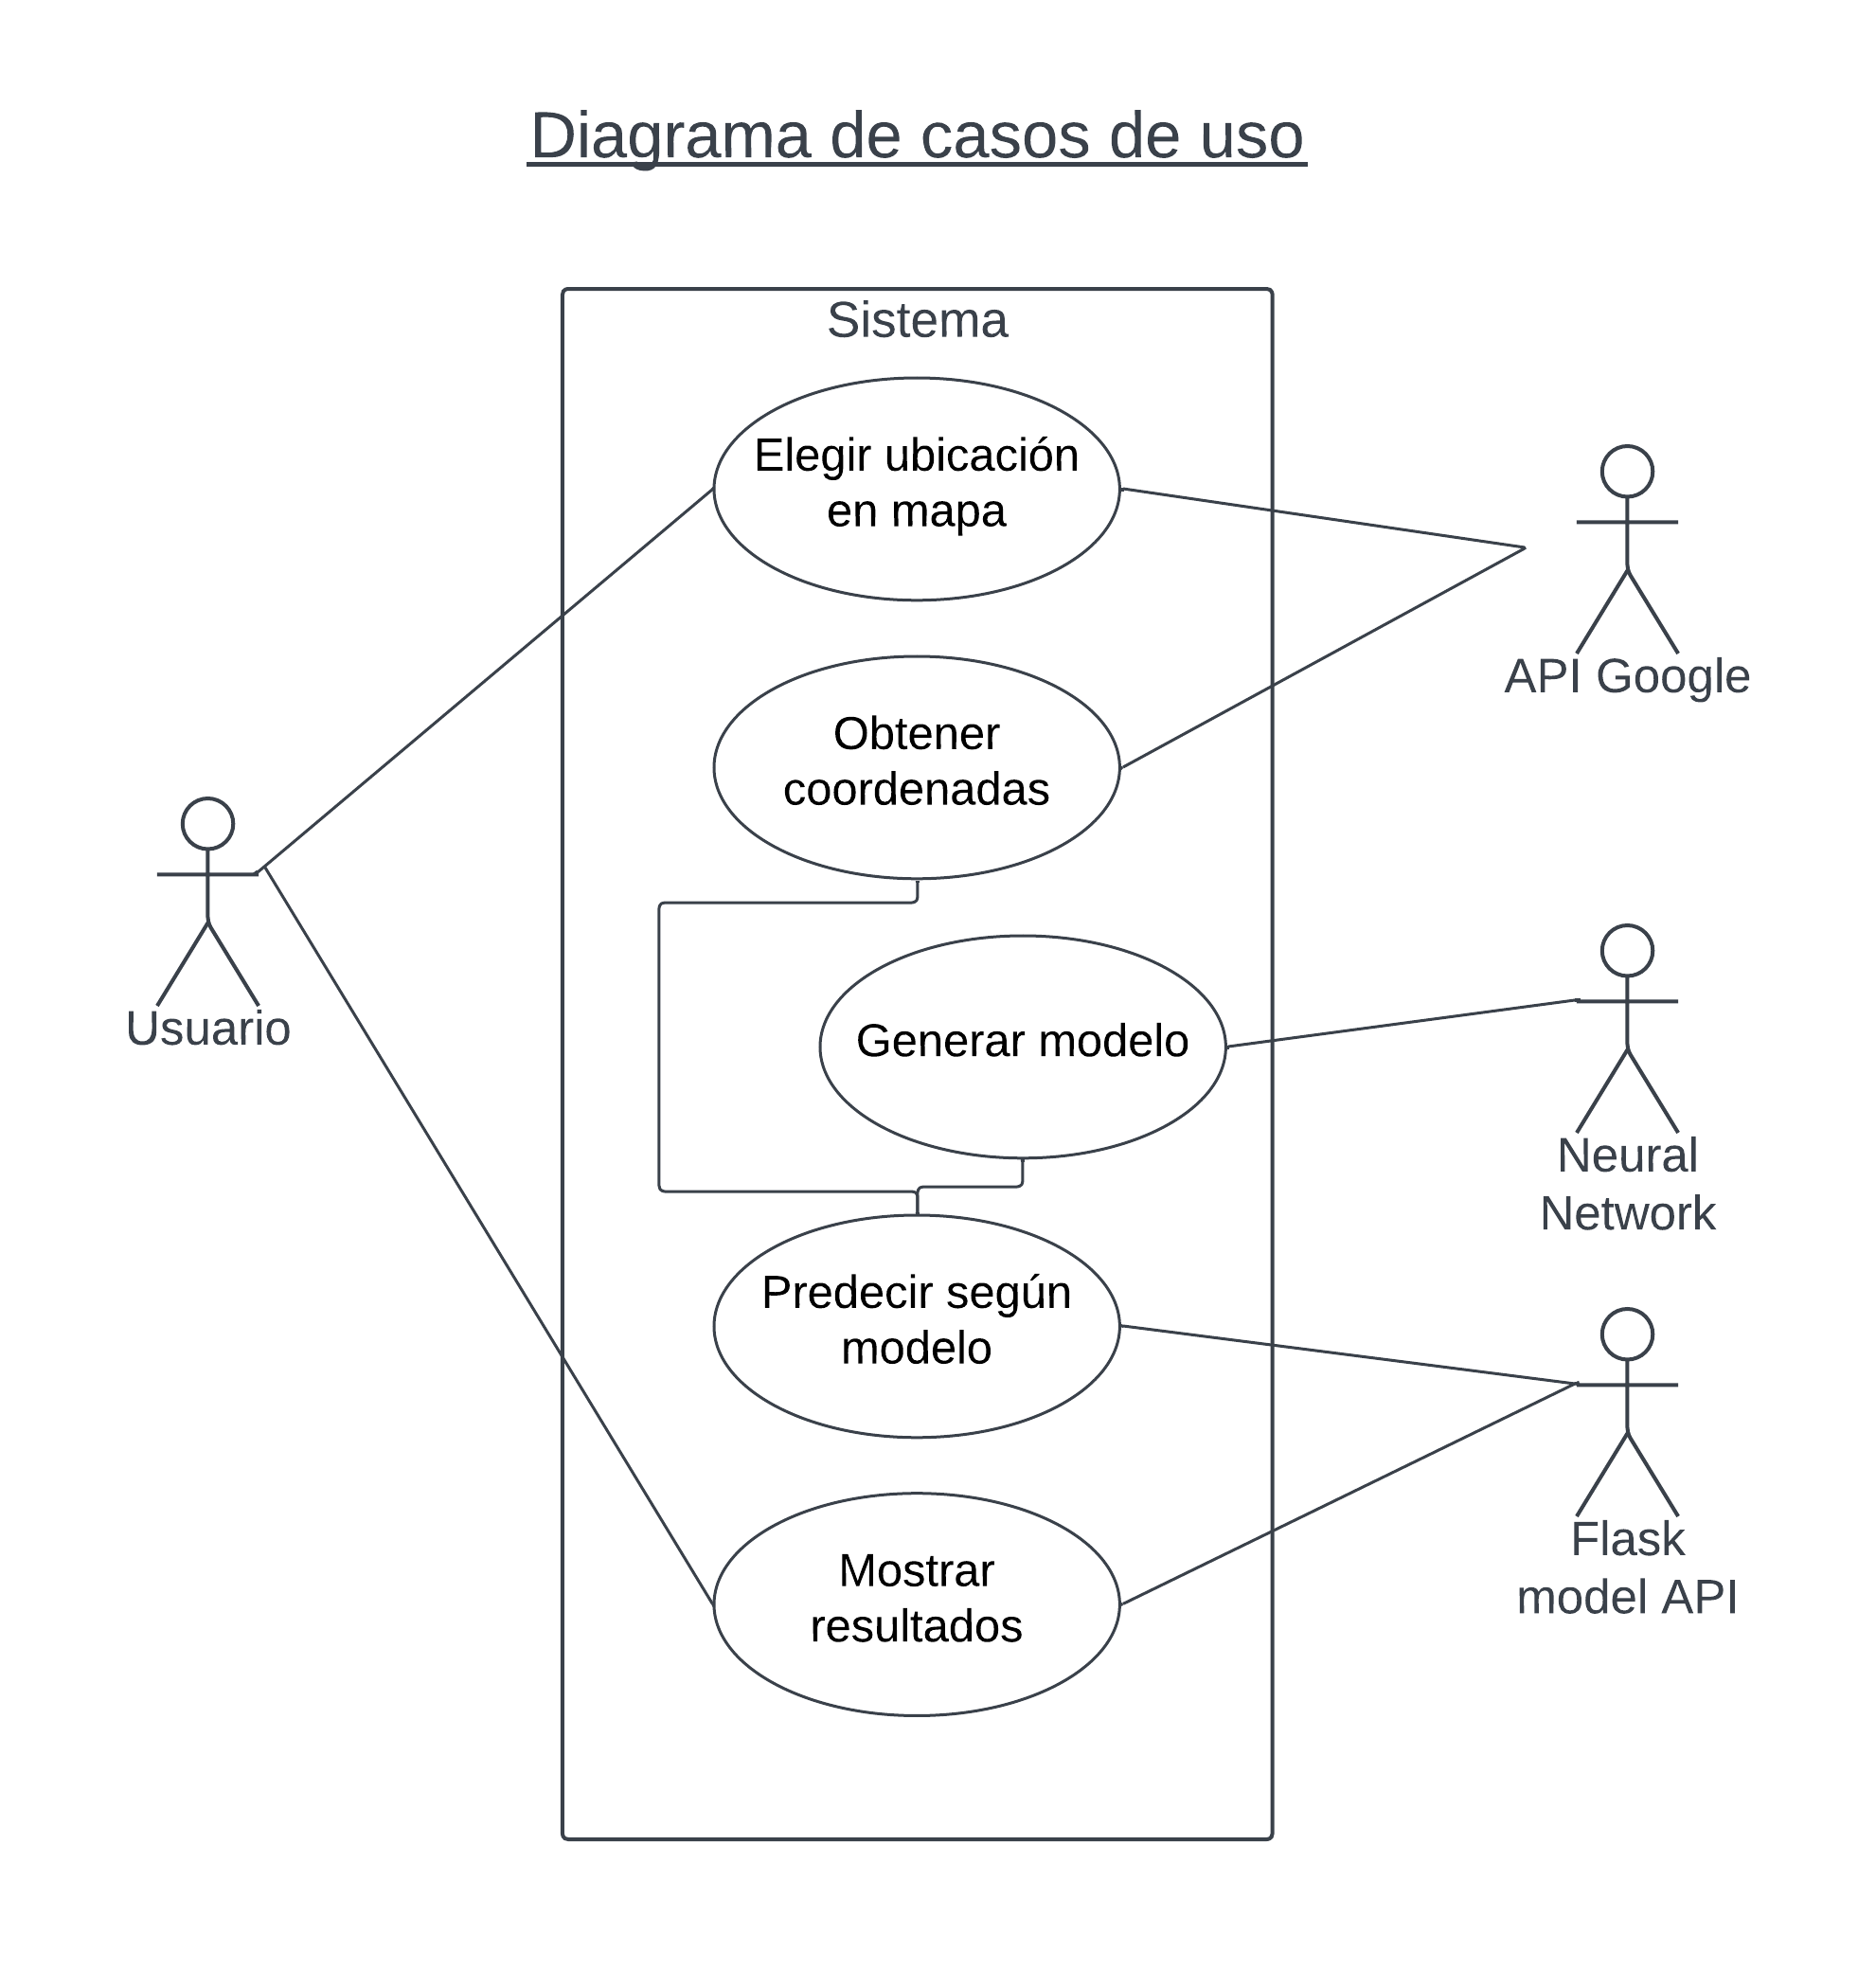 Diagrama de casos de uso
Sistema
Elegir ubicación
en mapa
API Google
Obtener
coordenadas
Usuario
Generar modelo
Neural
Network
Predecir según
modelo
Flask
model API
Mostrar
resultados